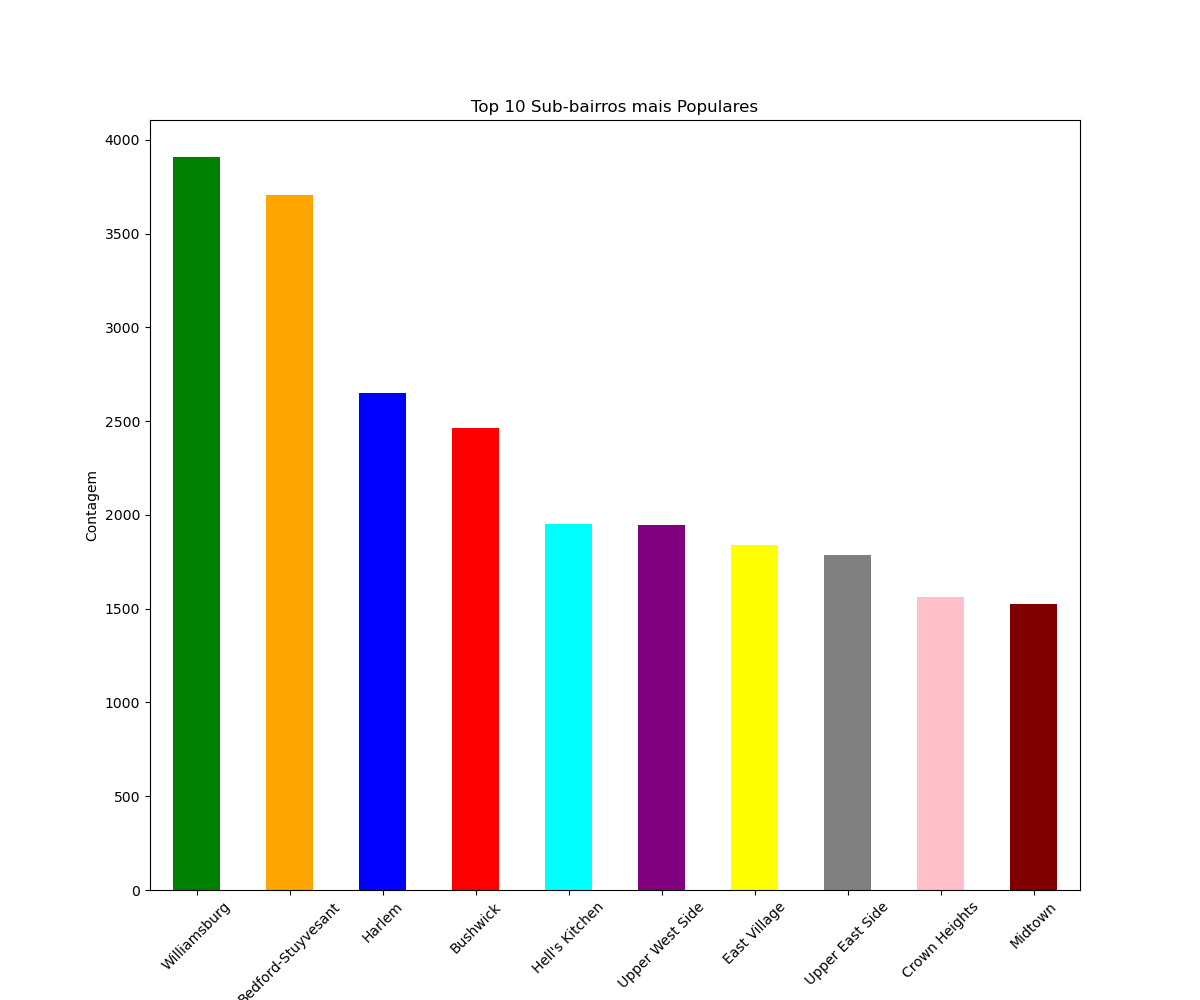 Top 10 Sub-bairros mais Populares
Contagem
4000
3500
3000
2500
2000
1500
1000
500
0
Williamsburg
Bedford-Stuyvesant
Harlem
Bushwick
Hell's Kitchen
Upper West Side
East Village
Upper East Side
Crown Heights
Midtown